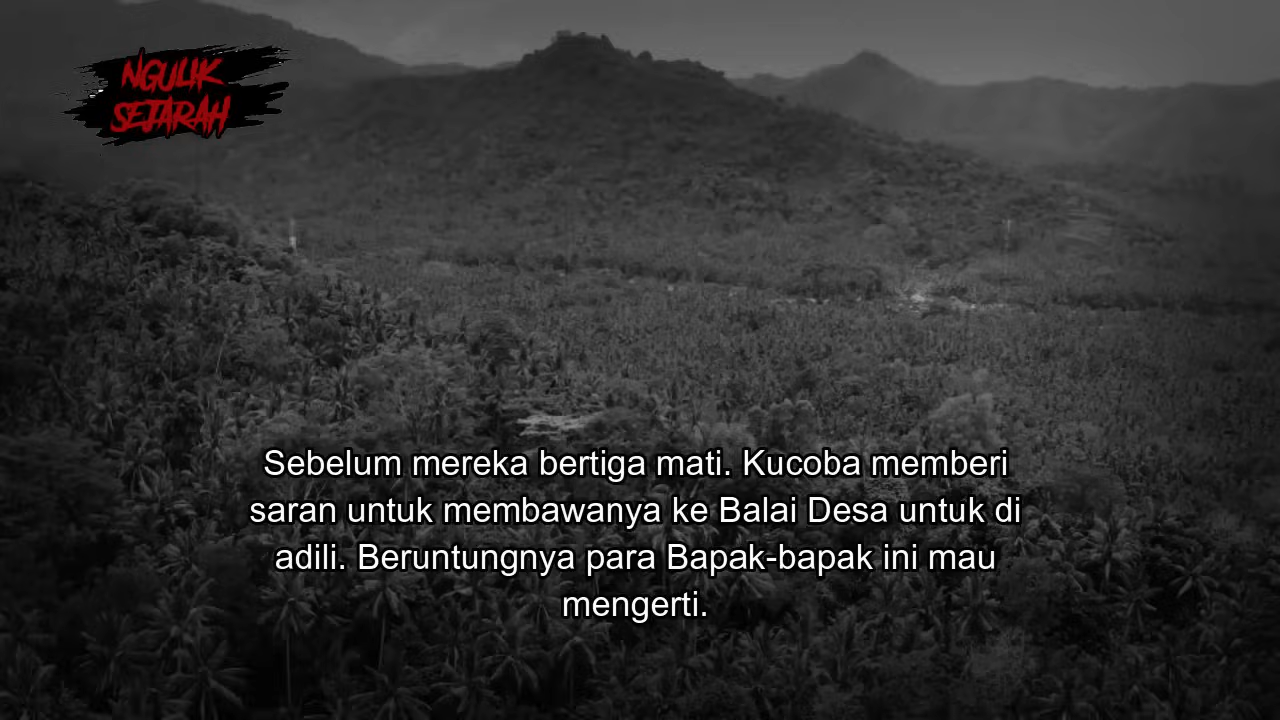 NGULIK
SEJARAH
Sebelum mereka bertiga mati. Kucoba memberi
saran untuk membawanya ke Balai Desa untuk di
adili. Beruntungnya para Bapak-bapak ini mau
mengerti.